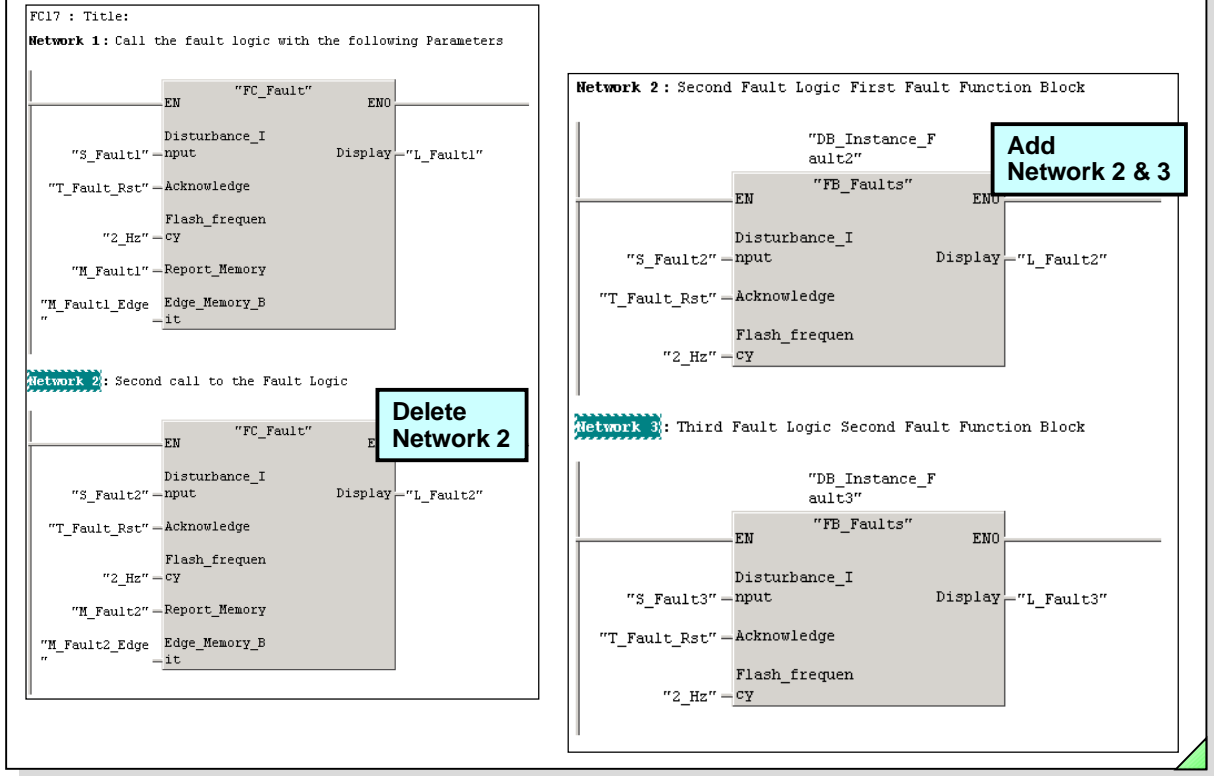 FC17 : Title:
Network 1: Call the fault logic with the following Parameters
"FC_Fault"
EN ENO
Disturbance_I
"S_Fault1" nput Display "L_Fault1"
"T_Fault_Rst" Acknowledge
Flash_frequen
"2_Hz" cy
"M_Fault1" Report_Memory
"M_Fault1_Edge Edge_Memory_B
" it
Network 2: Second call to the Fault Logic
Delete
Network 2
"FC_Fault"
EN E
Disturbance_I
"S_Fault2" nput Display "L_Fault2"
"T_Fault_Rst" Acknowledge
Flash_frequen
"2_Hz" cy
"M_Fault2" Report_Memory
"M_Fault2_Edge Edge_Memory_B
" it
Network 2 : Second Fault Logic First Fault Function Block
Add
Network 2 & 3
"DB_Instance_F
ault2"
"FB_Faults"
EN ENO
Disturbance_I
"S_Fault2" nput Display "L_Fault2"
"T_Fault_Rst" Acknowledge
Flash_frequen
"2_Hz" cy
Network 3: Third Fault Logic Second Fault Function Block
"DB_Instance_F
ault3"
"FB_Faults"
EN ENO
Disturbance_I
"S_Fault3" nput Display "L_Fault3"
"T_Fault_Rst" Acknowledge
Flash_frequen
"2_Hz" cy